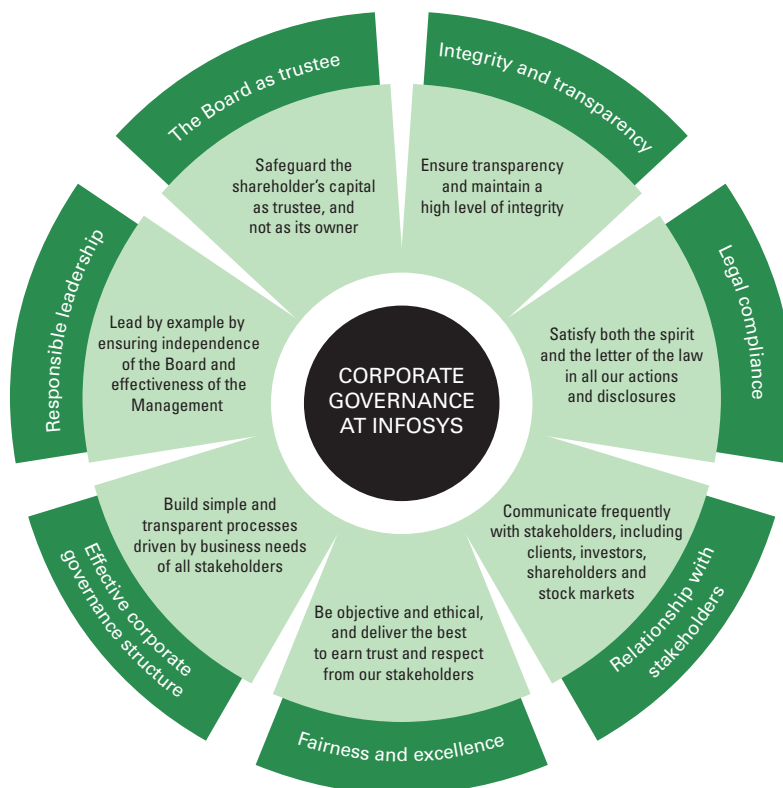 CORPORATE
GOVERNANCE
AT INFOSYS
The Board as trustee
Safeguard the
shareholder's capital
as trustee, and
not as its owner
Integrity and transparency
Ensure transparency
and maintain a
high level of integrity
Legal compliance
Satisfy both the spirit
and the letter of the law
in all our actions
and disclosures
Relationship with
stakeholders
Communicate frequently
with stakeholders, including
clients, investors,
shareholders and
stock markets
Fairness and excellence
Be objective and ethical,
and deliver the best
to earn trust and respect
from our stakeholders
Effective corporate
governance structure
Build simple and
transparent processes
driven by business needs
of all stakeholders
Responsible leadership
Lead by example by
ensuring independence
of the Board and
effectiveness of the
Management